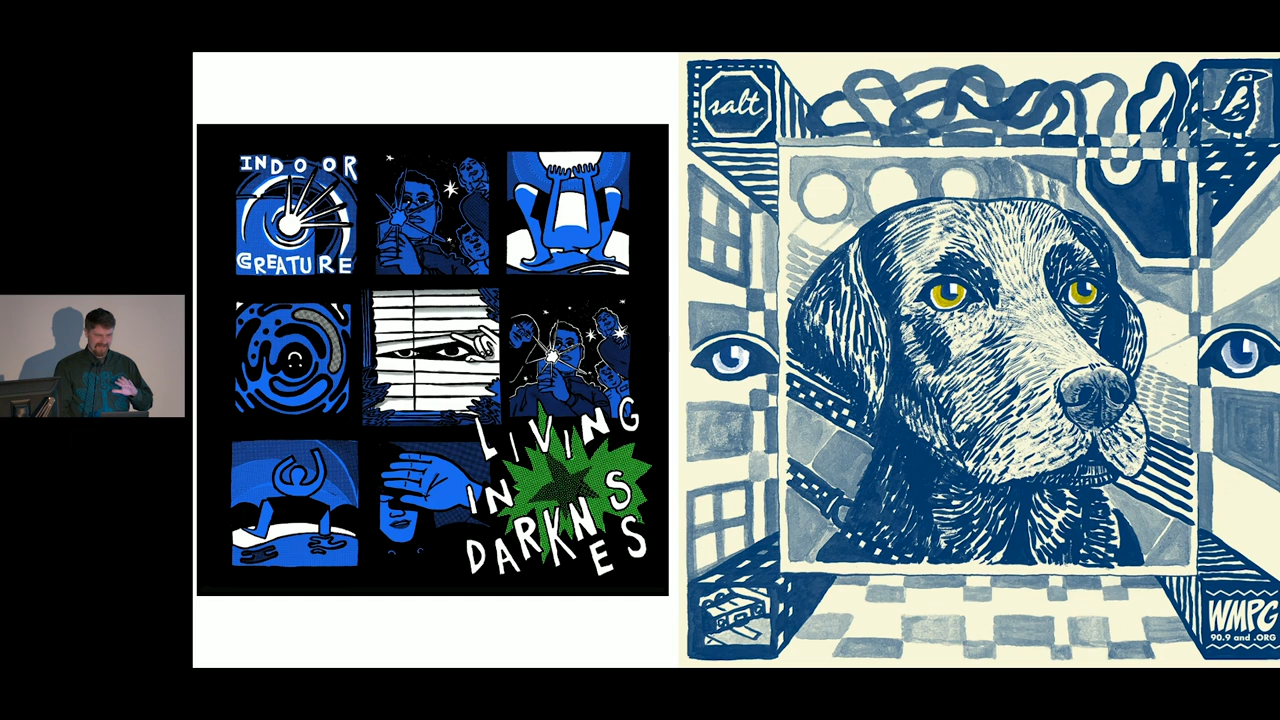 INDOOR
CREATURE
LIVING
IN
DARKNES
S
salt
WMPG
90.9 and .ORG